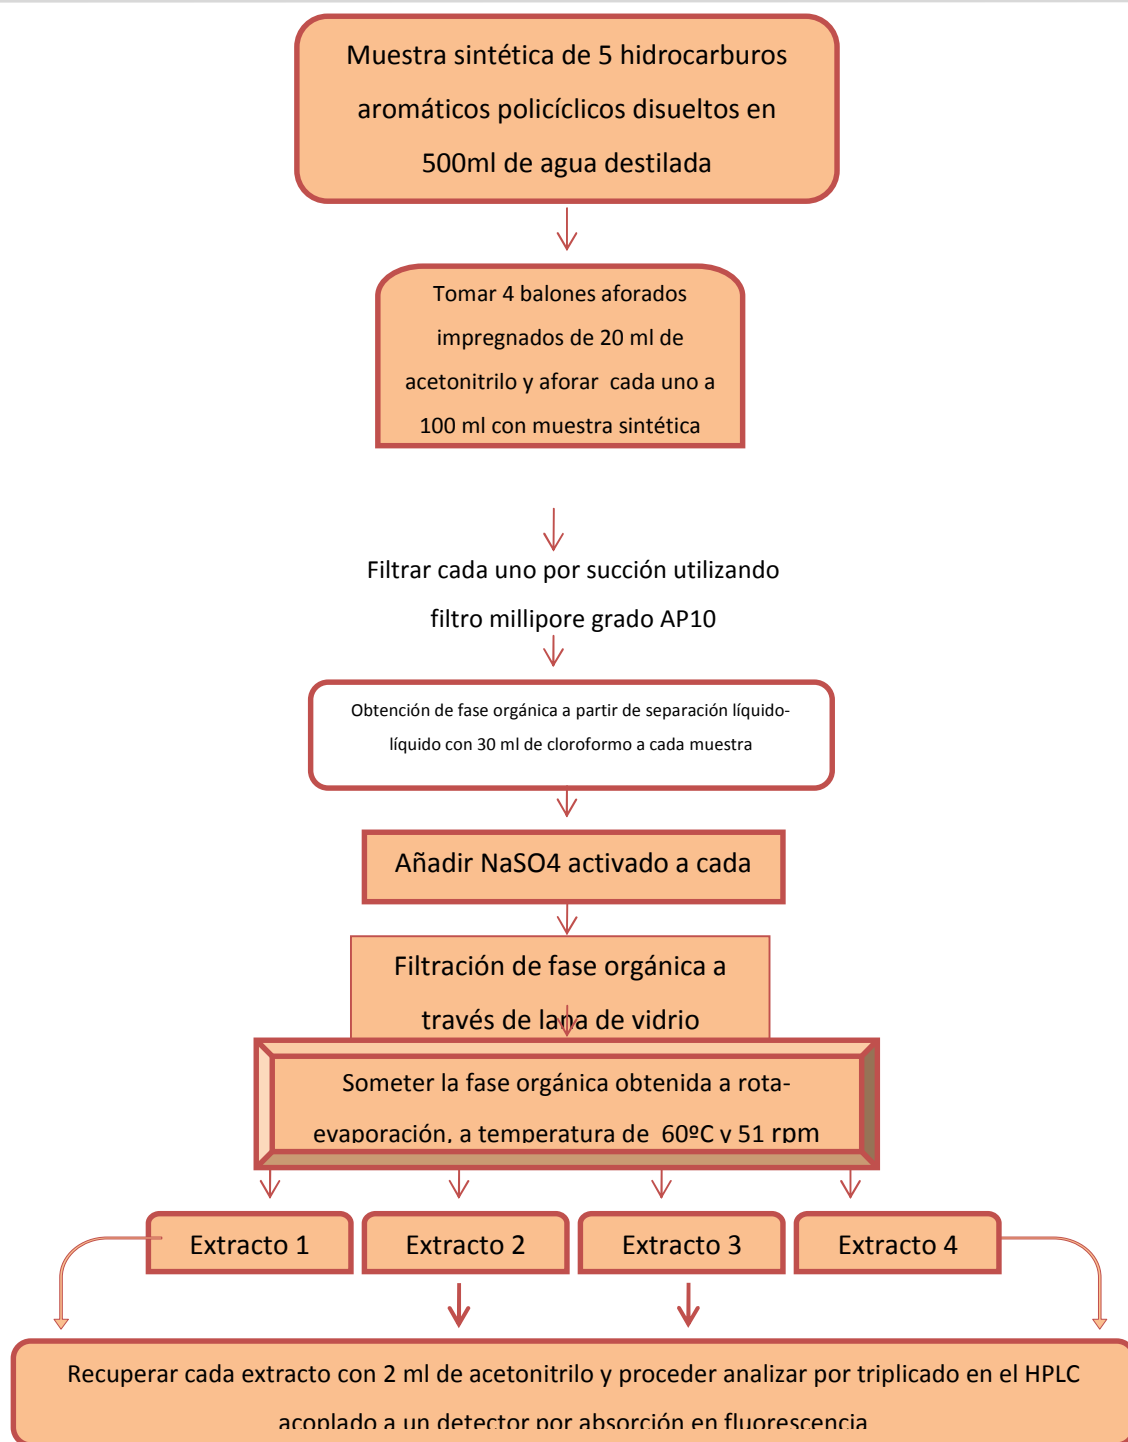 Muestra sintética de 5 hidrocarburos
aromáticos policíclicos disueltos en
500ml de agua destilada
Tomar 4 balones aforados
impregnados de 20 ml de
acetonitrilo y aforar cada uno a
100 ml con muestra sintética
Filtrar cada uno por succión utilizando
filtro millipore grado AP10
Obtención de fase orgánica a partir de separación líquido-
líquido con 30 ml de cloroformo a cada muestra
Añadir NaSO4 activado a cada
Filtración de fase orgánica a
través de lana de vidrio
Someter la fase orgánica obtenida a rota-
evaporación, a temperatura de 60ºC y 51 rpm
Extracto 1
Extracto 2
Extracto 3
Extracto 4
Recuperar cada extracto con 2 ml de acetonitrilo y proceder analizar por triplicado en el HPLC
acoplado a un detector por absorción en fluorescencia